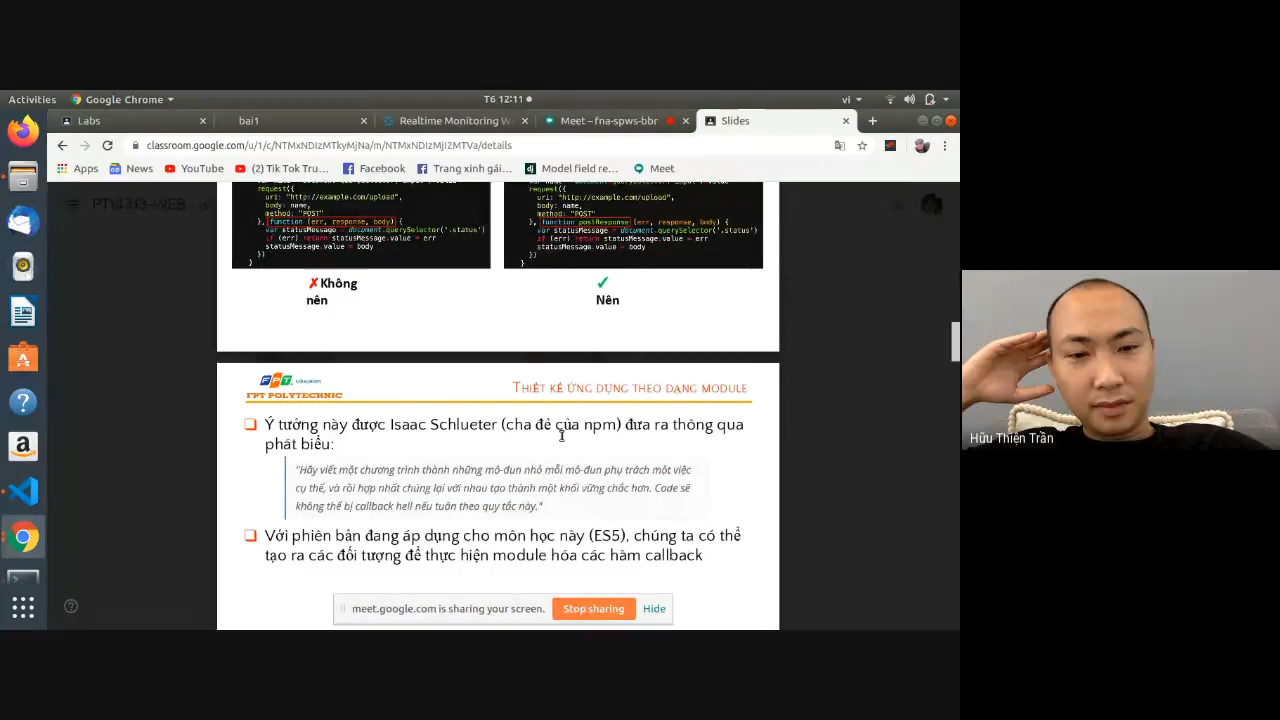 Activities
Google Chrome
T6 12:11
vi
Labs
bai1
Realtime Monitoring W
Meet – fna-spws-bbr
Slides
classroom.google.com/u/1/c/NTMxNDIzMTkyMjNa/m/NTMxNDIzMjI2MTVa/details
Apps
News
YouTube
(2) Tik Tok Tru...
Facebook
Trang xinh gái...
Model field re...
Meet
request({
uri: "http://example.com/upload",
body: name,
method: "POST"
}, function (err, response, body) {
var statusMessage = document.querySelector('.status')
if (err) return statusMessage.value = err
statusMessage.value = body
})
}
request({
uri: "http://example.com/upload",
body: name,
method: "POST"
}, function postResponse (err, response, body) {
var statusMessage = document.querySelector('.status')
if (err) return statusMessage.value = err
statusMessage.value = body
})
}
✗Không
nên
✓
Nên
FPT Education
FPT POLYTECHNIC
THIẾT KẾ ỨNG DỤNG THEO DẠNG MODULE
Ý tưởng này được Isaac Schlueter (cha đẻ của npm) đưa ra thông qua
phát biểu:
"Hãy viết một chương trình thành những mô-đun nhỏ mỗi mô-đun phụ trách một việc
cụ thể, và rồi hợp nhất chúng lại với nhau tạo thành một khối vững chắc hơn. Code sẽ
không thể bị callback hell nếu tuân theo quy tắc này."
Với phiên bản đang áp dụng cho môn học này (ES5), chúng ta có thể
tạo ra các đối tượng để thực hiện module hóa các hàm callback
meet.google.com is sharing your screen.
Stop sharing
Hide
Hữu Thiện Trần